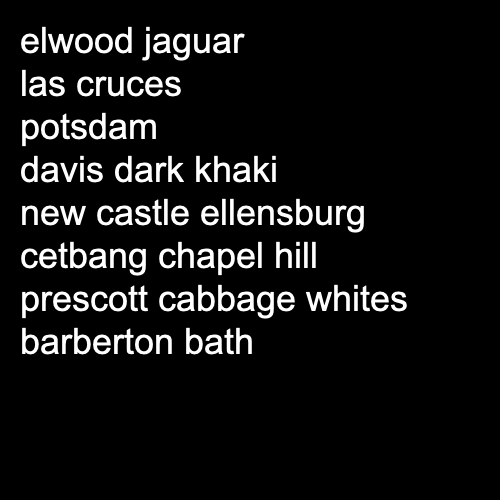 elwood jaguar
las cruces
potsdam
davis dark khaki
new castle ellensburg
cetbang chapel hill
prescott cabbage whites
barberton bath